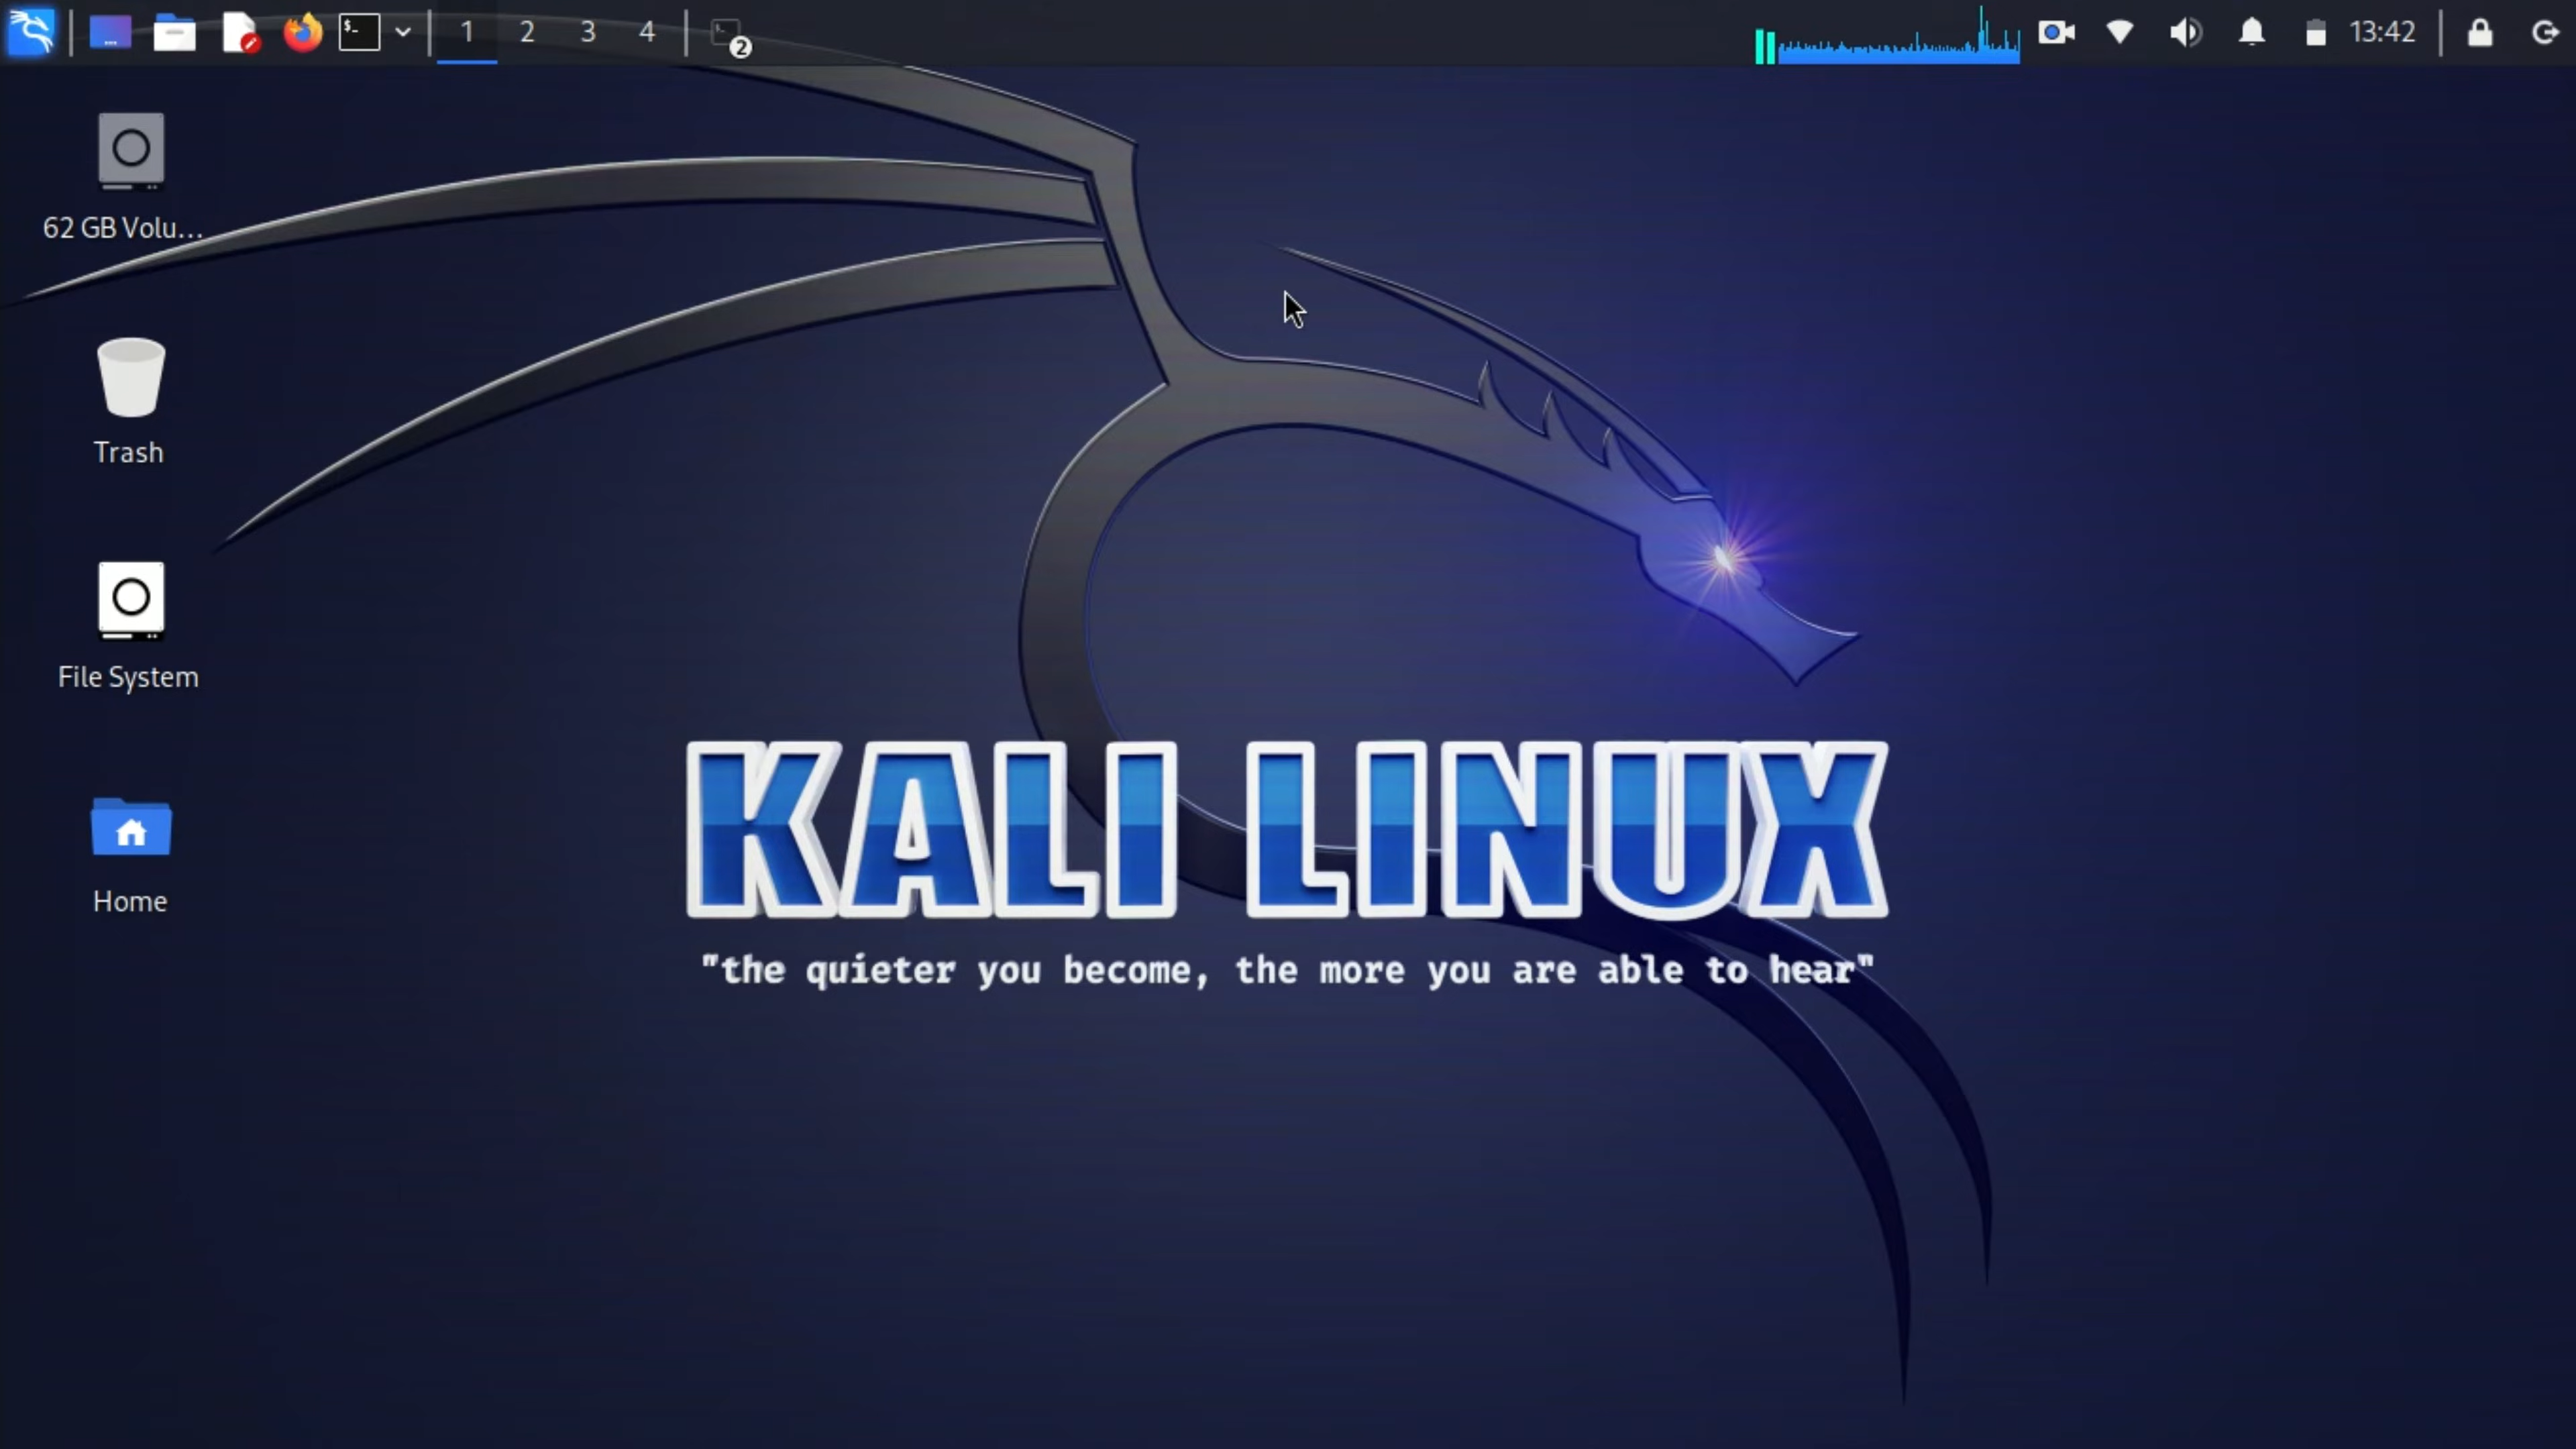 1 2 3 4 2 13:42
62 GB Volu...
Trash
File System
Home
KALI LINUX
"the quieter you become, the more you are able to hear"